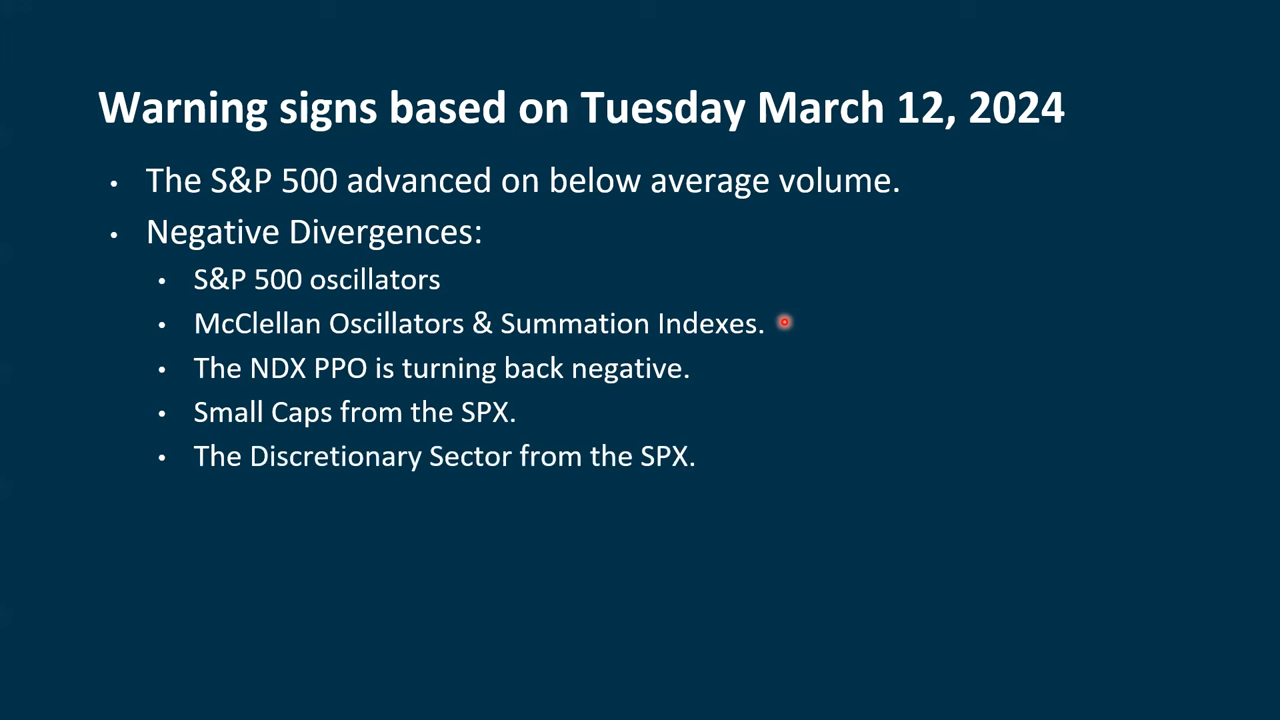 Warning signs based on Tuesday March 12, 2024
• The S&P 500 advanced on below average volume.
• Negative Divergences:
• S&P 500 oscillators
• McClellan Oscillators & Summation Indexes.
• The NDX PPO is turning back negative.
• Small Caps from the SPX.
• The Discretionary Sector from the SPX.